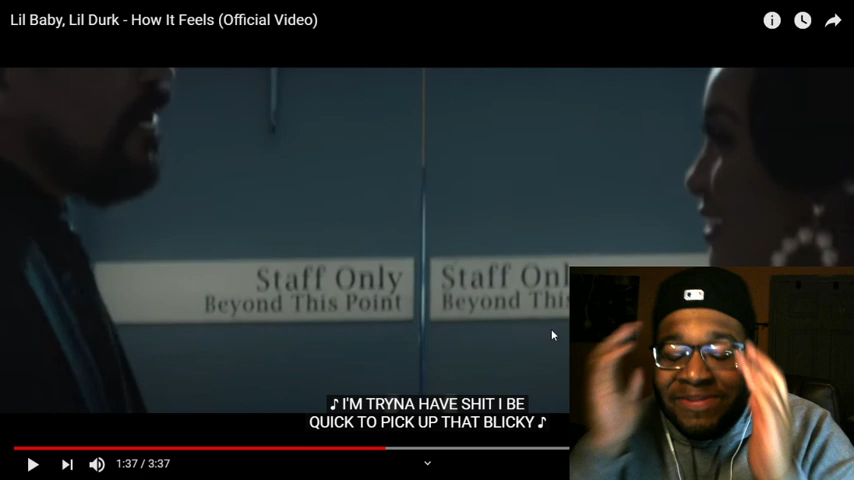 Lil Baby, Lil Durk - How It Feels (Official Video)
Staff Only
Beyond This Point
Staff Onl
Beyond This
♪ I'M TRYNA HAVE SHIT I BE
QUICK TO PICK UP THAT BLICKY ♪
1:37 / 3:37